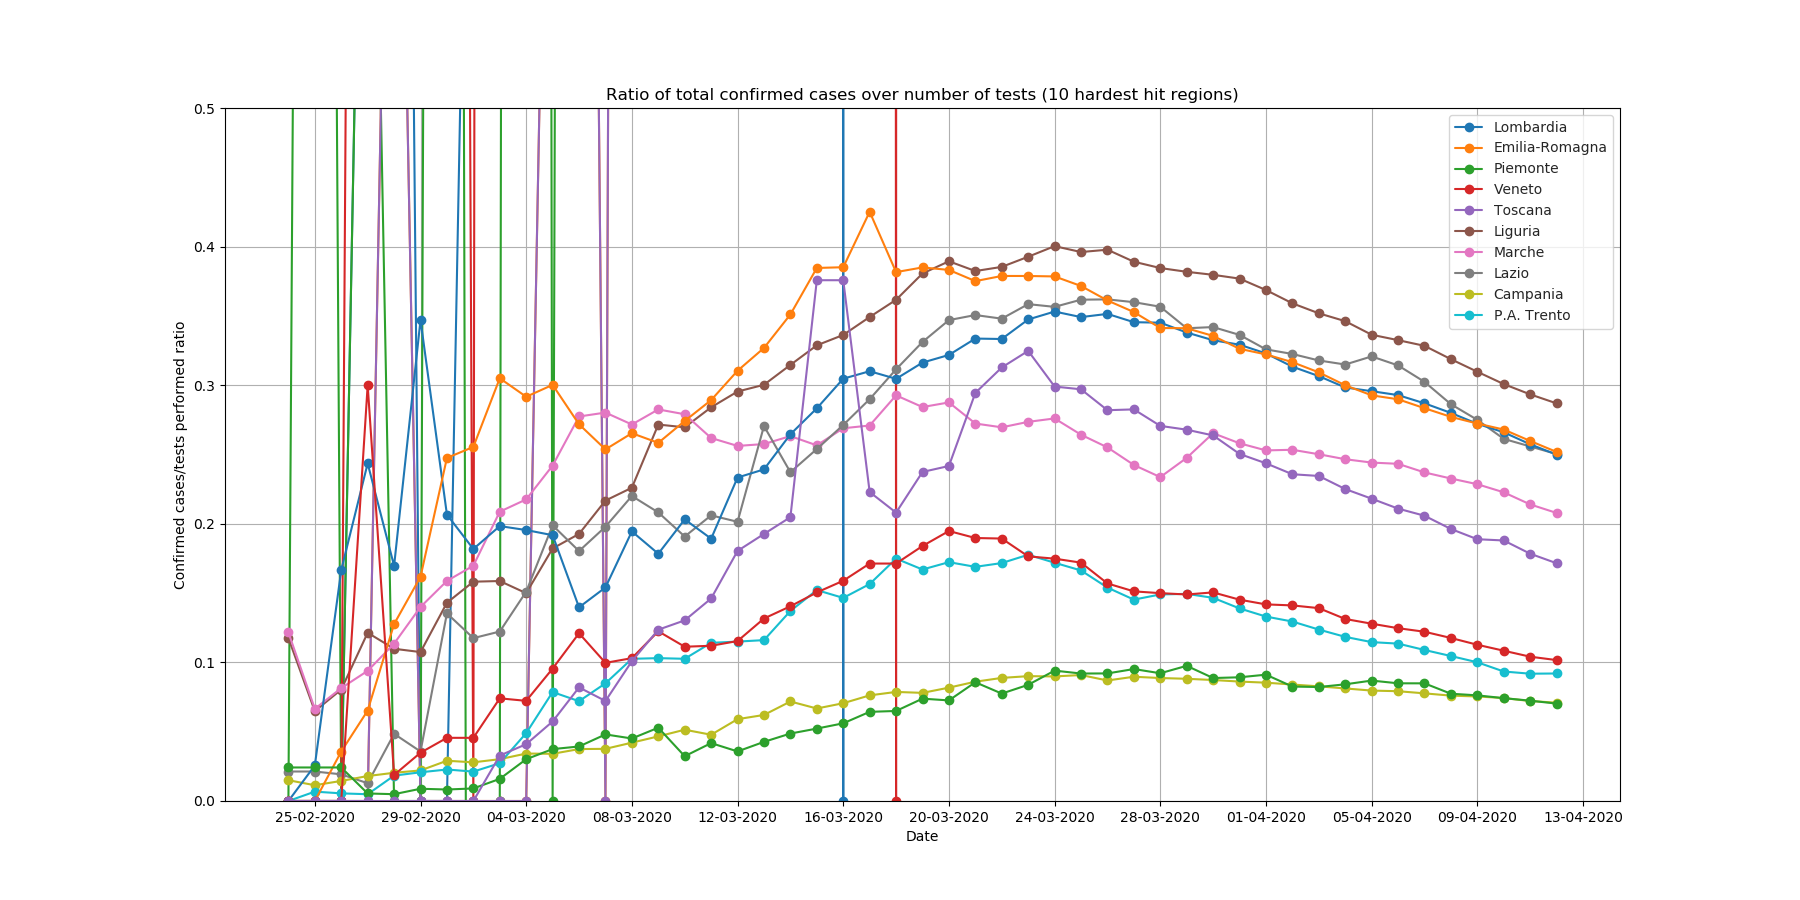 Ratio of total confirmed cases over number of tests (10 hardest hit regions)
0.5
0.4
0.3
0.2
0.1
0.0
Confirmed cases/tests performed ratio
Lombardia
Emilia-Romagna
Piemonte
Veneto
Toscana
Liguria
Marche
Lazio
Campania
P.A. Trento
25-02-2020 29-02-2020 04-03-2020 08-03-2020 12-03-2020 16-03-2020 20-03-2020 24-03-2020 28-03-2020 01-04-2020 05-04-2020 09-04-2020 13-04-2020
Date